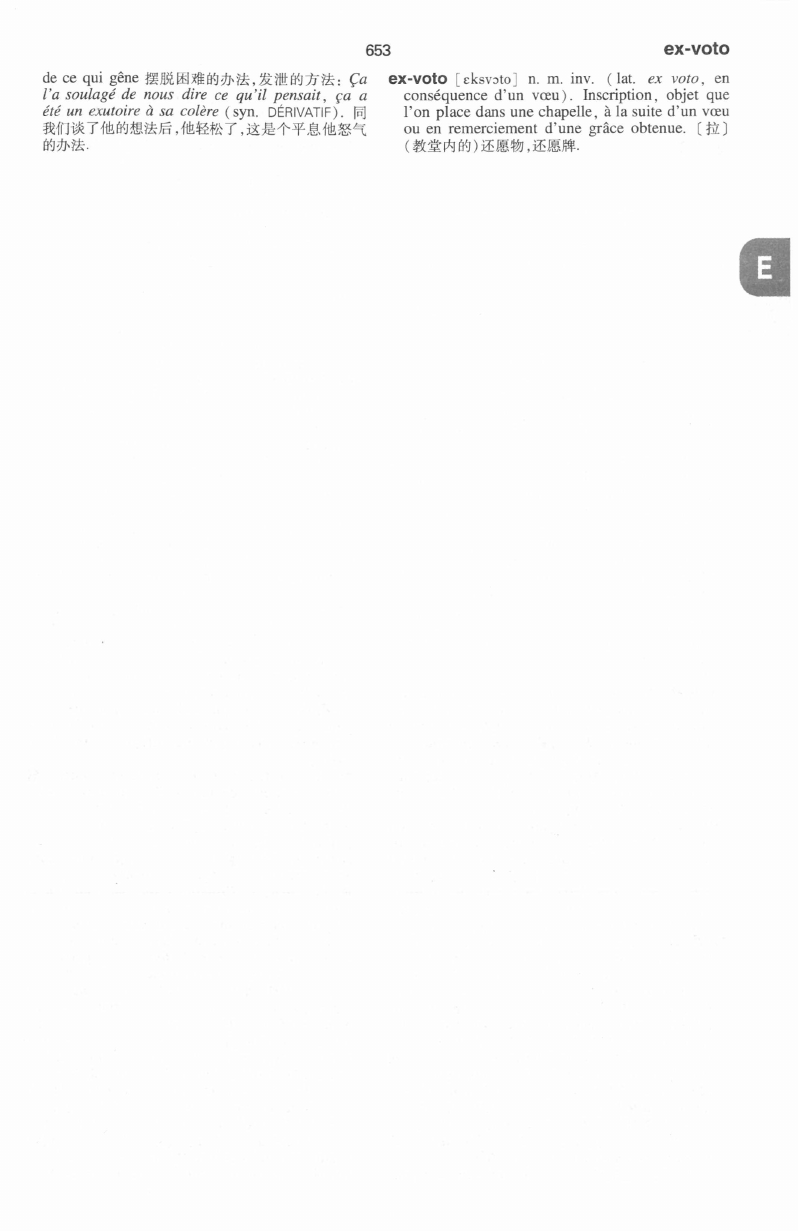 653
ex-voto
de ce qui gêne 摆脱困难的办法,发泄的方法: Ça
l'a soulagé de nous dire ce qu'il pensait, ça a
été un exutoire à sa colère (syn. DÉRIVATIF). 同
我们谈了他的想法后,他轻松了,这是个平息他怒气
的办法.
ex-voto [ɛksvɔto] n. m. inv. (lat. ex voto, en
conséquence d'un vœu). Inscription, objet que
l'on place dans une chapelle, à la suite d'un vœu
ou en remerciement d'une grâce obtenue. 〔拉〕
(教堂内的)还愿物,还愿牌.
E